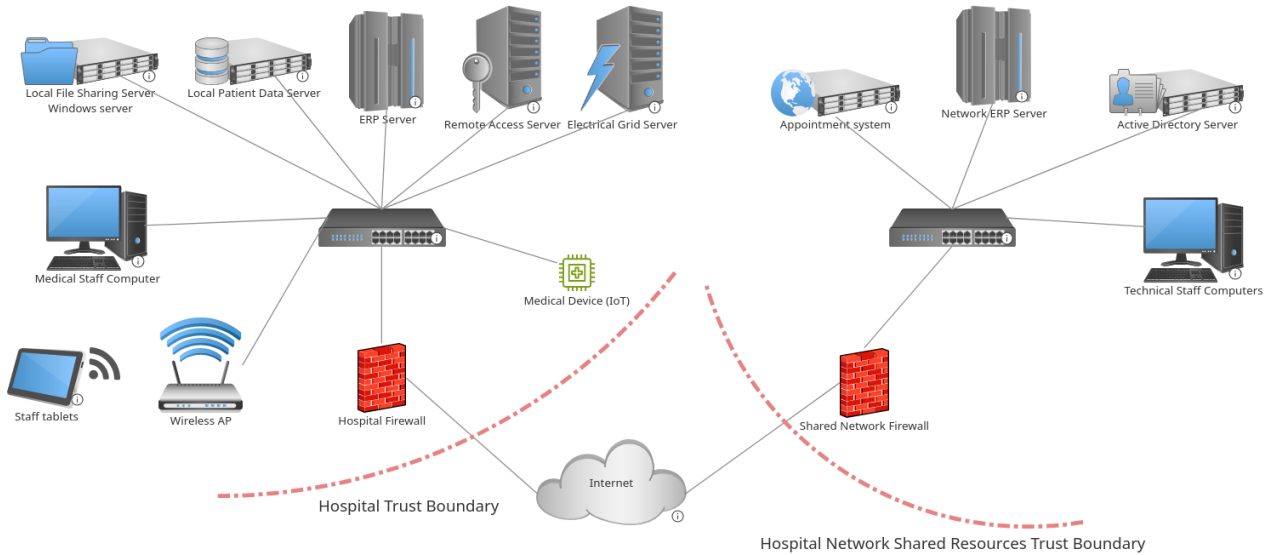 Local File Sharing Server
Windows server
Local Patient Data Server
ERP Server
Remote Access Server
Electrical Grid Server
Appointment system
Network ERP Server
Active Directory Server
Medical Staff Computer
Medical Device (IoT)
Technical Staff Computers
Staff tablets
Wireless AP
Hospital Firewall
Shared Network Firewall
Internet
Hospital Trust Boundary
Hospital Network Shared Resources Trust Boundary